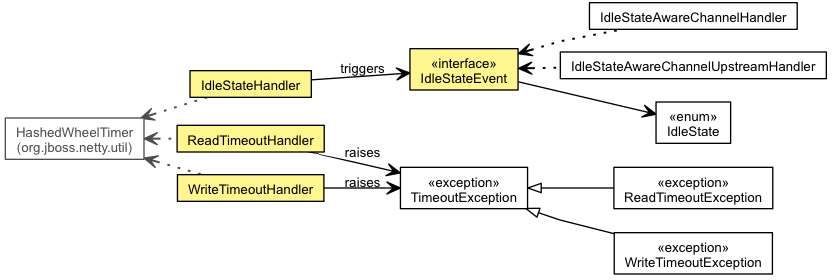 IdleStateAwareChannelHandler
«interface»
IdleStateEvent
IdleStateAwareChannelUpstreamHandler
triggers
IdleStateHandler
«enum»
IdleState
HashedWheelTimer
(org.jboss.netty.util)
ReadTimeoutHandler
raises
WriteTimeoutHandler
raises
«exception»
TimeoutException
«exception»
ReadTimeoutException
«exception»
WriteTimeoutException